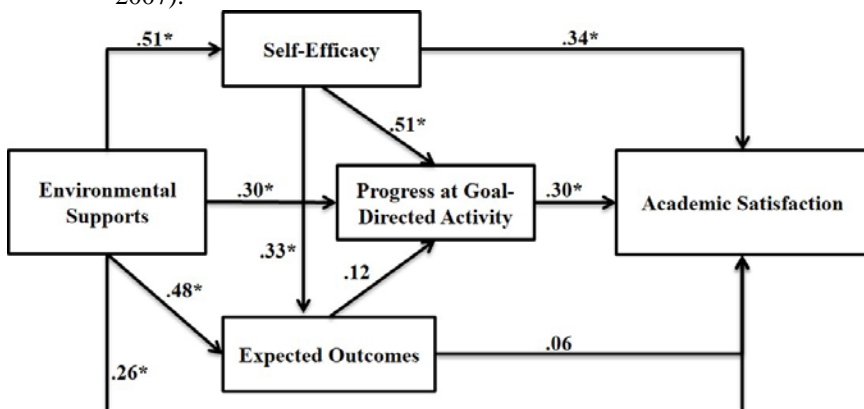 2007).
.51*
Self-Efficacy
.34*
.51*
Environmental
Supports
.30*
Progress at Goal-
Directed Activity
.30*
Academic Satisfaction
.33*
.12
.48*
Expected Outcomes
.06
.26*